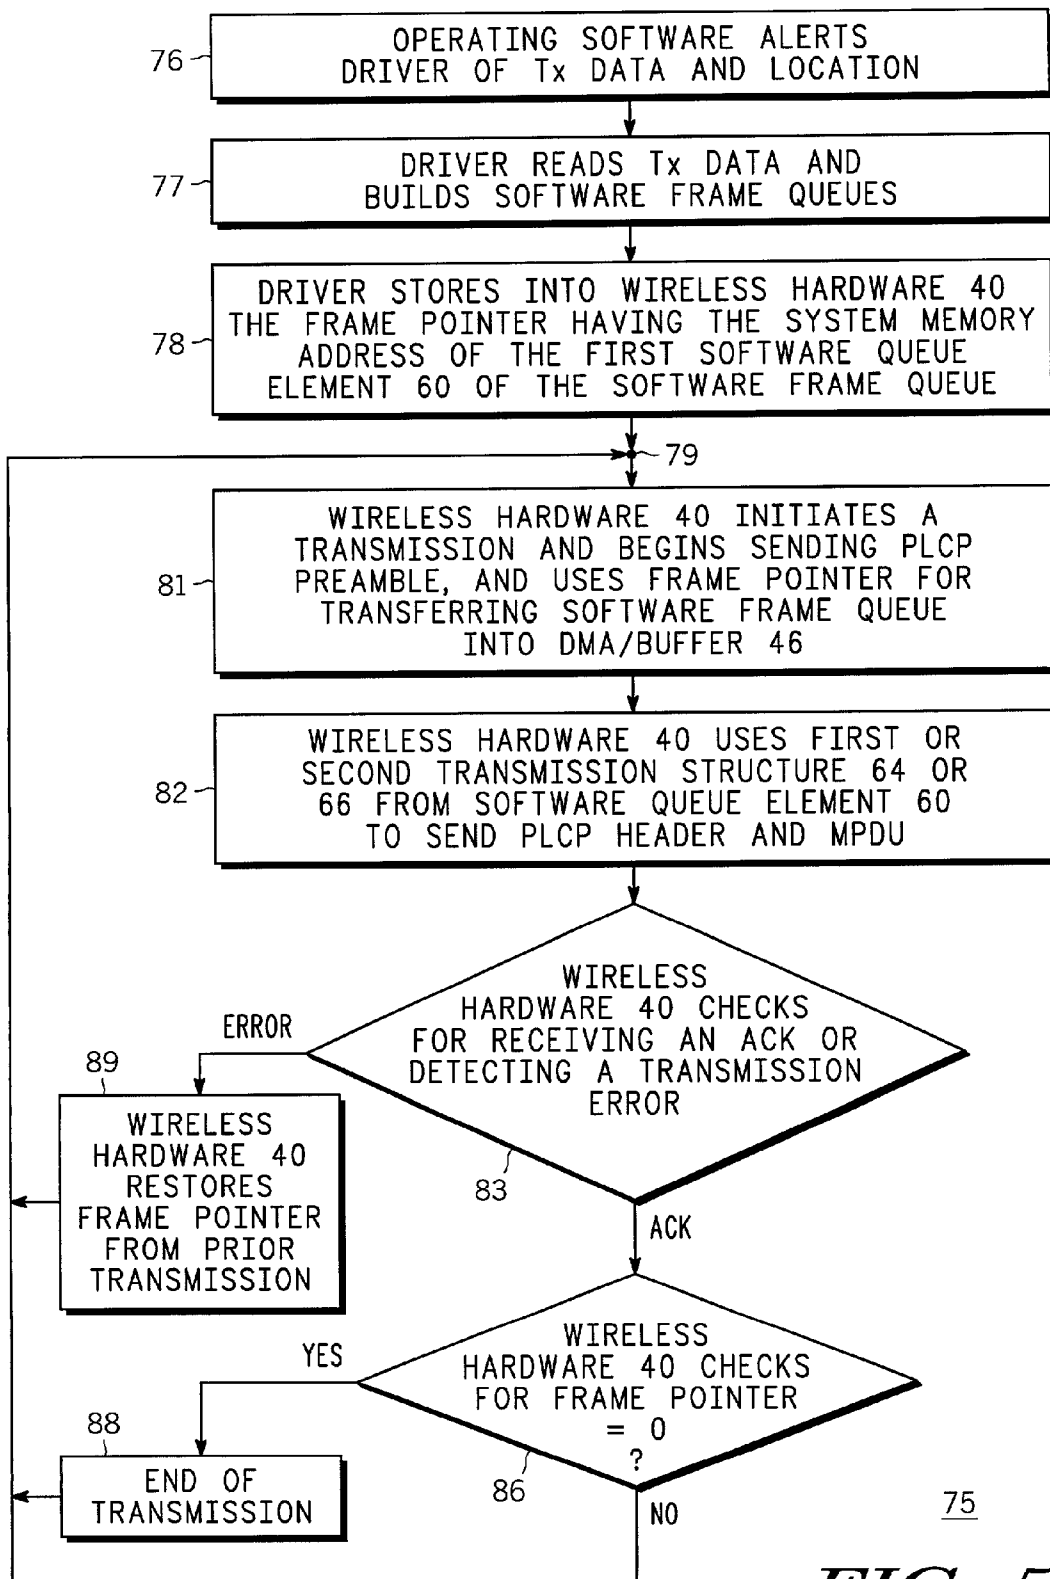 76
OPERATING SOFTWARE ALERTS
DRIVER OF Tx DATA AND LOCATION
77
DRIVER READS Tx DATA AND
BUILDS SOFTWARE FRAME QUEUES
78
DRIVER STORES INTO WIRELESS HARDWARE 40
THE FRAME POINTER HAVING THE SYSTEM MEMORY
ADDRESS OF THE FIRST SOFTWARE QUEUE
ELEMENT 60 OF THE SOFTWARE FRAME QUEUE
79
81
WIRELESS HARDWARE 40 INITIATES A
TRANSMISSION AND BEGINS SENDING PLCP
PREAMBLE, AND USES FRAME POINTER FOR
TRANSFERRING SOFTWARE FRAME QUEUE
INTO DMA/BUFFER 46
82
WIRELESS HARDWARE 40 USES FIRST OR
SECOND TRANSMISSION STRUCTURE 64 OR
66 FROM SOFTWARE QUEUE ELEMENT 60
TO SEND PLCP HEADER AND MPDU
WIRELESS
HARDWARE 40 CHECKS
FOR RECEIVING AN ACK OR
DETECTING A TRANSMISSION
ERROR
83
ERROR
89
WIRELESS
HARDWARE 40
RESTORES
FRAME POINTER
FROM PRIOR
TRANSMISSION
ACK
WIRELESS
HARDWARE 40 CHECKS
FOR FRAME POINTER
= 0
?
86
YES
88
END OF
TRANSMISSION
NO
75
FIG. 5